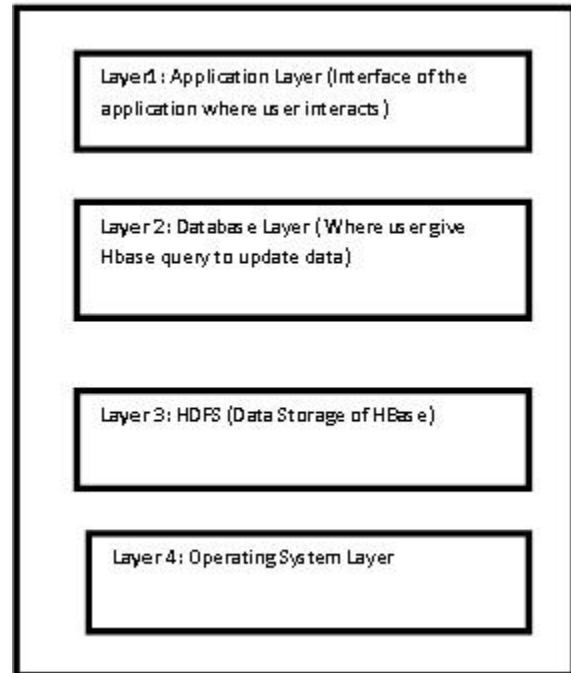 Layer1: Application Layer (Interface of the
application where user interacts)
Layer 2: Database Layer ( Where user give
Hbase query to update data)
Layer 3: HDFS (Data Storage of HBase)
Layer 4: Operating System Layer